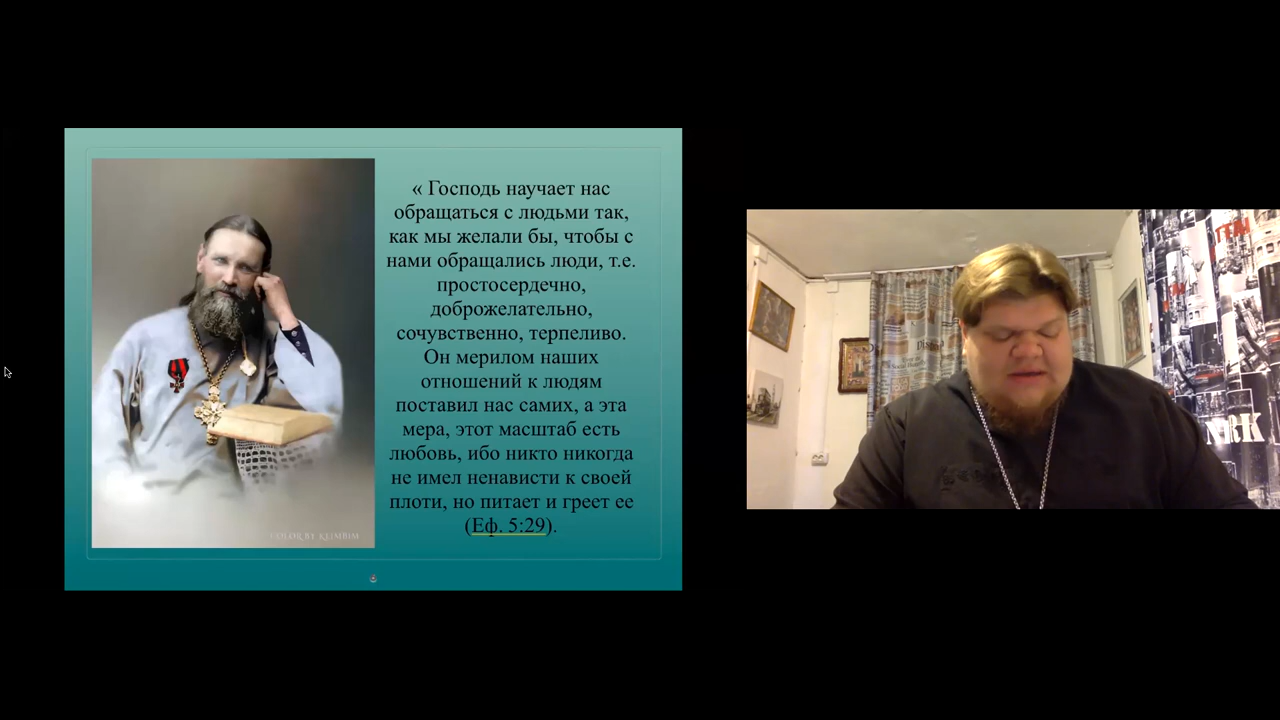 « Господь научает нас
обращаться с людьми так,
как мы желали бы, чтобы с
нами обращались люди, т.е.
простосердечно,
доброжелательно,
сочувственно, терпеливо.
Он мерилом наших
отношений к людям
поставил нас самих, а эта
мера, этот масштаб есть
любовь, ибо никто никогда
не имел ненависти к своей
плоти, но питает и греет ее
(Еф. 5:29).
COLOR BY KLIMBIM